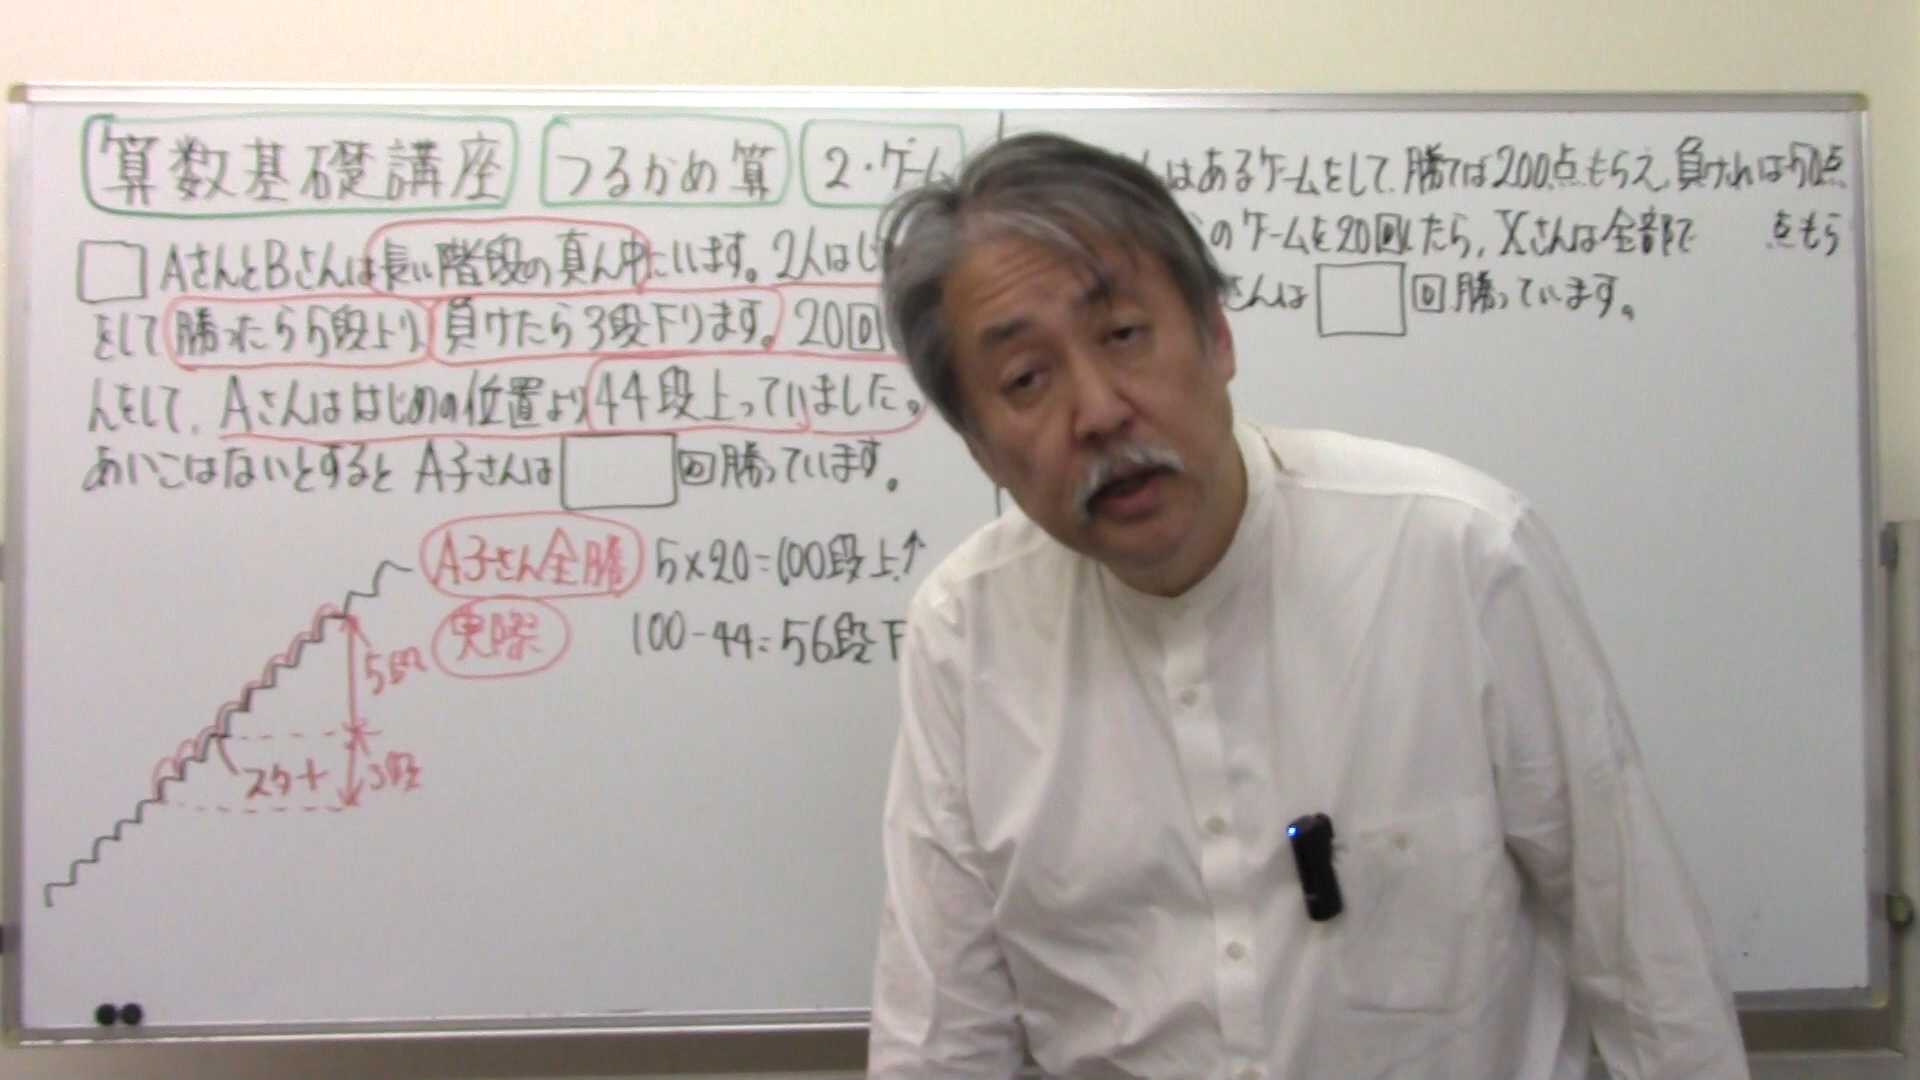 算数基礎講座 つるかめ算 2・ゲーム
AさんとBさんは長い階段の真ん中にいます。2人はじ
をして勝ったら5段上り、負けたら3段下ります。20回
んをして、Aさんははじめの位置より44段上っていました。
あいこはないとするとA子さんは 回勝っています。
A子さん全勝 5×20=100段上↑
実際 100-44=56段下
5段
スタート
3段
はあるゲームをして、勝てば200点もらえ、負ければ50点
のゲームを20回したら、Xさんは全部で 点もら
さんは 回勝っています。